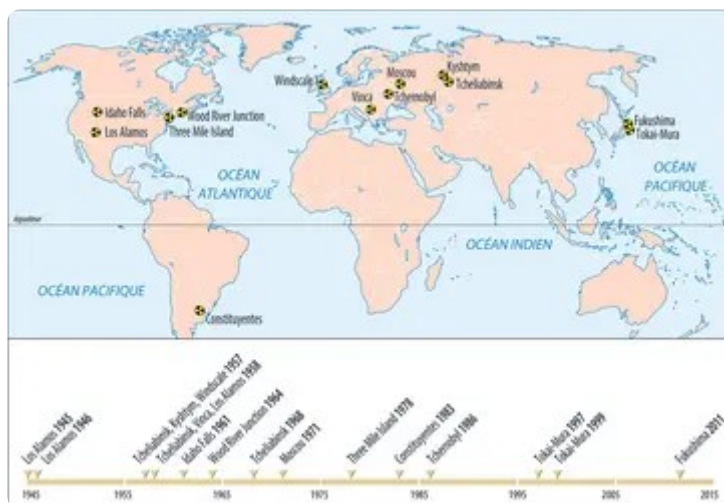 Kyshtym
Moscou
Tcheliabinsk
Windscale
Tchernobyl
Vinca
Idaho Falls
Wood River Junction
Los Alamos
Three Mile Island
Fukushima
Tokai-Mura
OCÉAN
ATLANTIQUE
OCÉAN
PACIFIQUE
OCÉAN INDIEN
OCÉAN PACIFIQUE
Constituyentes
Los Alamos 1945
Los Alamos 1946
Tcheliabinsk, Kyshtym, Windscale 1957
Tcheliabinsk, Vinca, Los Alamos 1958
Idaho Falls 1961
Wood River Junction 1964
Tcheliabinsk 1968
Moscou 1971
Three Mile Island 1978
Constituyentes 1983
Tchernobyl 1986
Tokai-Mura 1997
Tokai-Mura 1999
Fukushima 2011
1945
1955
1965
1975
1985
1995
2005
2015